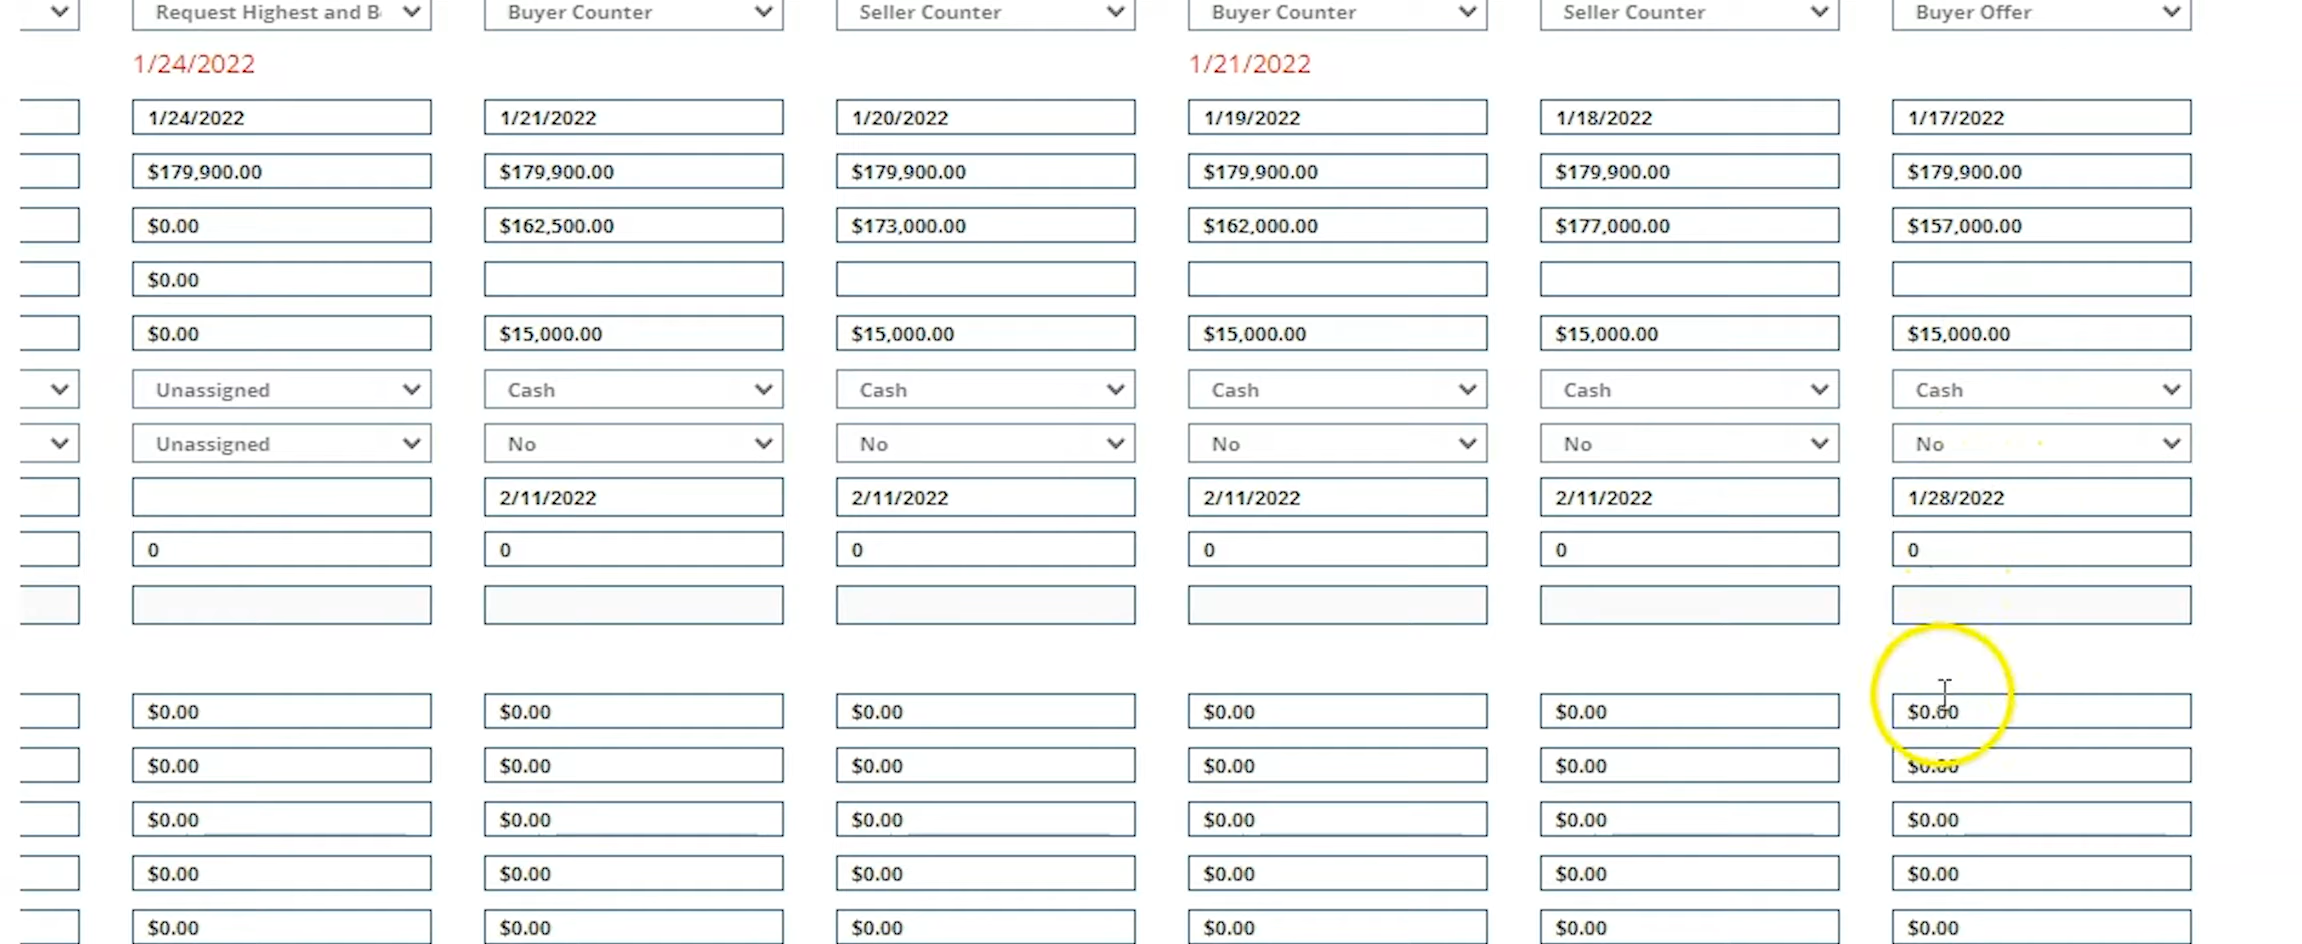 Request Highest and B Buyer Counter Seller Counter Buyer Counter Seller Counter Buyer Offer
1/24/2022 1/21/2022
1/24/2022 1/21/2022 1/20/2022 1/19/2022 1/18/2022 1/17/2022
$179,900.00 $179,900.00 $179,900.00 $179,900.00 $179,900.00 $179,900.00
$0.00 $162,500.00 $173,000.00 $162,000.00 $177,000.00 $157,000.00
$0.00
$0.00 $15,000.00 $15,000.00 $15,000.00 $15,000.00 $15,000.00
Unassigned Cash Cash Cash Cash Cash
Unassigned No No No No No
2/11/2022 2/11/2022 2/11/2022 2/11/2022 1/28/2022
0 0 0 0 0 0
$0.00 $0.00 $0.00 $0.00 $0.00 $0.00
$0.00 $0.00 $0.00 $0.00 $0.00 $0.00
$0.00 $0.00 $0.00 $0.00 $0.00 $0.00
$0.00 $0.00 $0.00 $0.00 $0.00 $0.00
$0.00 $0.00 $0.00 $0.00 $0.00 $0.00